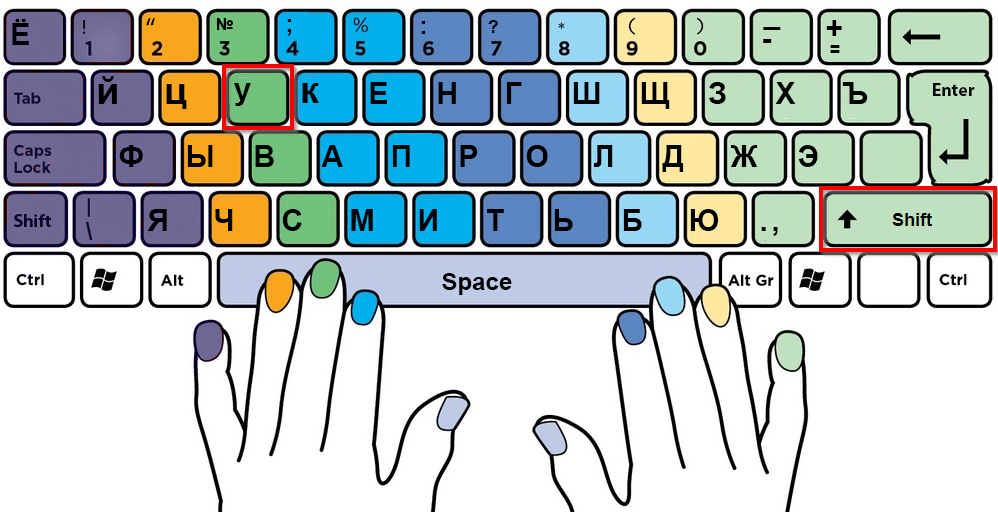 Ё ! 1 “ 2 № 3 ; 4 % 5 : 6 ? 7 * 8 ( 9 ) 0 — - + =
Tab Й Ц У К Е Н Г Ш Щ З Х Ъ Enter
Caps Lock Ф Ы В А П Р О Л Д Ж Э
Shift | \ Я Ч С М И Т Ь Б Ю . , Shift
Ctrl Alt Space Alt Gr Ctrl